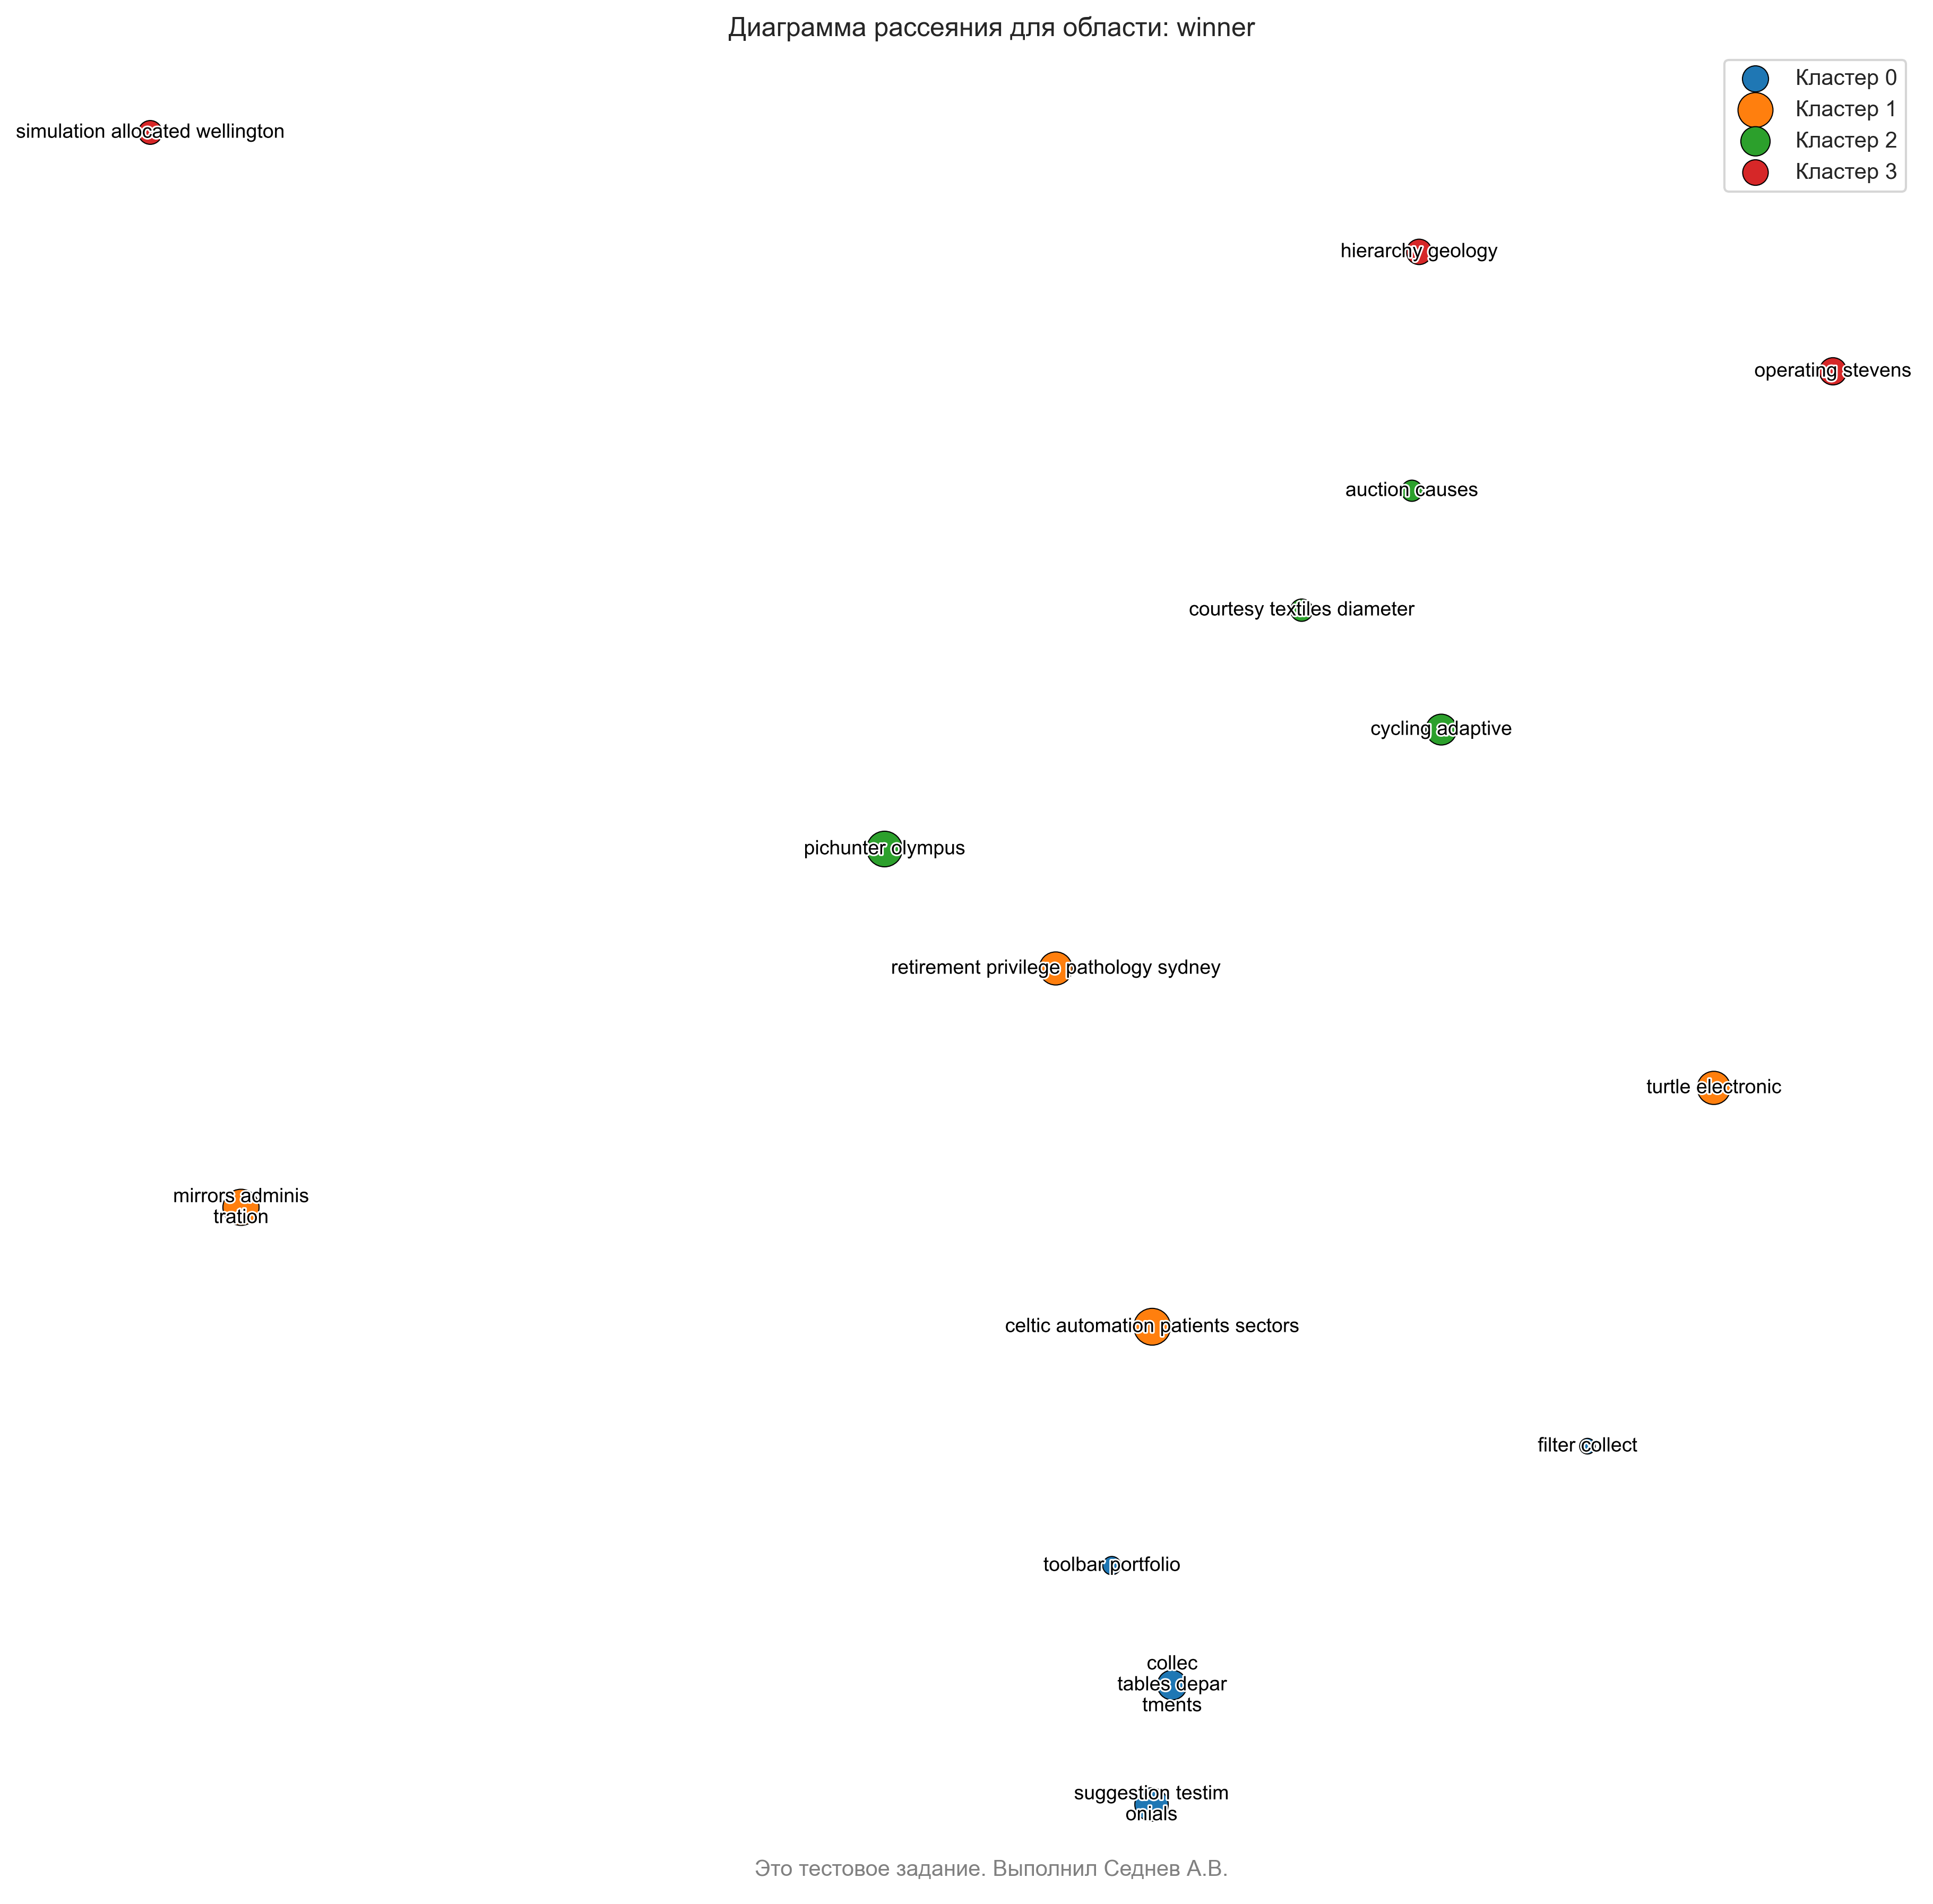 Диаграмма рассеяния для области: winner
Кластер 0
Кластер 1
Кластер 2
Кластер 3
simulation allocated wellington
hierarchy geology
operating stevens
auction causes
courtesy textiles diameter
cycling adaptive
pichunter olympus
retirement privilege pathology sydney
turtle electronic
mirrors adminis
tration
celtic automation patients sectors
filter collect
toolbar portfolio
collec
tables depar
tments
suggestion testim
onials
Это тестовое задание. Выполнил Седнев А.В.